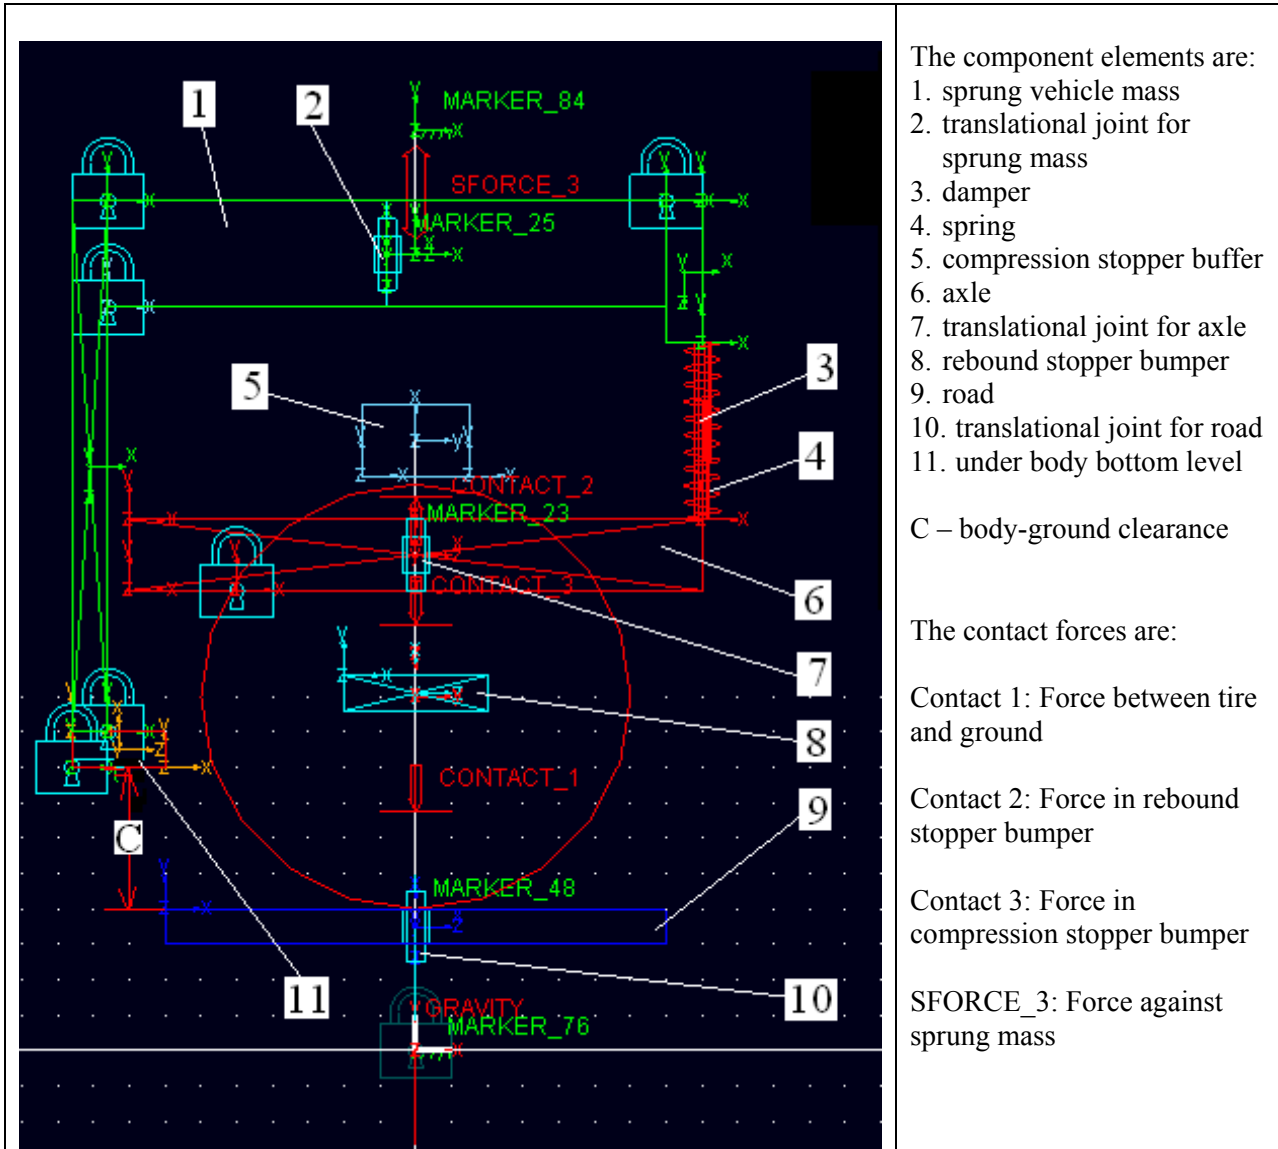 MARKER_84
1
2
SFORCE_3
MARKER_25
3
5
4
CONTACT_2
MARKER_23
CONTACT_3
6
7
8
CONTACT_1
C
9
MARKER_48
11
10
GRAVITY
MARKER_76
The component elements are:
1. sprung vehicle mass
2. translational joint for
sprung mass
3. damper
4. spring
5. compression stopper buffer
6. axle
7. translational joint for axle
8. rebound stopper bumper
9. road
10. translational joint for road
11. under body bottom level
C – body-ground clearance
The contact forces are:
Contact 1: Force between tire
and ground
Contact 2: Force in rebound
stopper bumper
Contact 3: Force in
compression stopper bumper
SFORCE_3: Force against
sprung mass